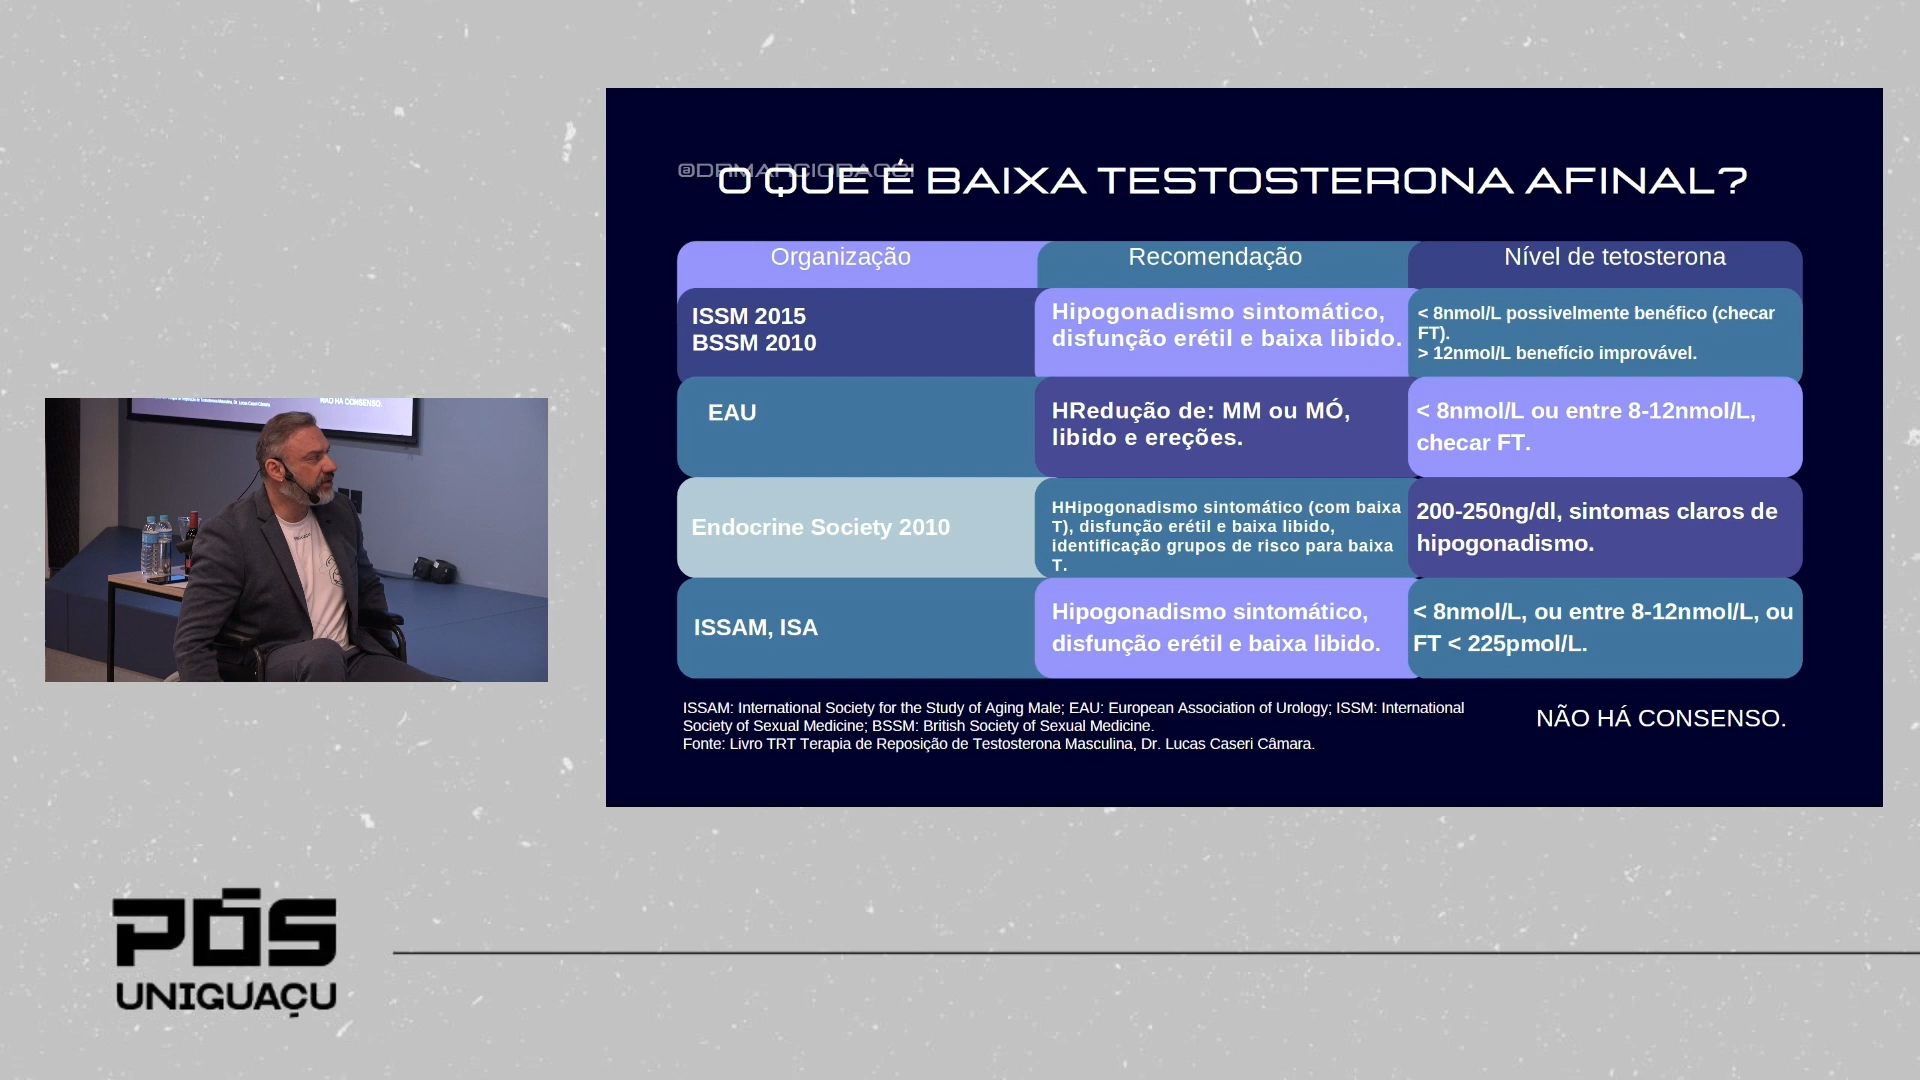 @DRMARCIOBACCI
O QUE É BAIXA TESTOSTERONA AFINAL?
Organização
Recomendação
Nível de tetosterona
ISSM 2015
BSSM 2010
Hipogonadismo sintomático,
disfunção erétil e baixa libido.
< 8nmol/L possivelmente benéfico (checar
FT).
> 12nmol/L benefício improvável.
EAU
HRedução de: MM ou MÓ,
libido e ereções.
< 8nmol/L ou entre 8-12nmol/L,
checar FT.
Endocrine Society 2010
HHipogonadismo sintomático (com baixa
T), disfunção erétil e baixa libido,
identificação grupos de risco para baixa
T.
200-250ng/dl, sintomas claros de
hipogonadismo.
ISSAM, ISA
Hipogonadismo sintomático,
disfunção erétil e baixa libido.
< 8nmol/L, ou entre 8-12nmol/L, ou
FT < 225pmol/L.
ISSAM: International Society for the Study of Aging Male; EAU: European Association of Urology; ISSM: International
Society of Sexual Medicine; BSSM: British Society of Sexual Medicine.
Fonte: Livro TRT Terapia de Reposição de Testosterona Masculina, Dr. Lucas Caseri Câmara.
NÃO HÁ CONSENSO.
NÃO HÁ CONSENSO.
PÓS
UNIGUAÇU